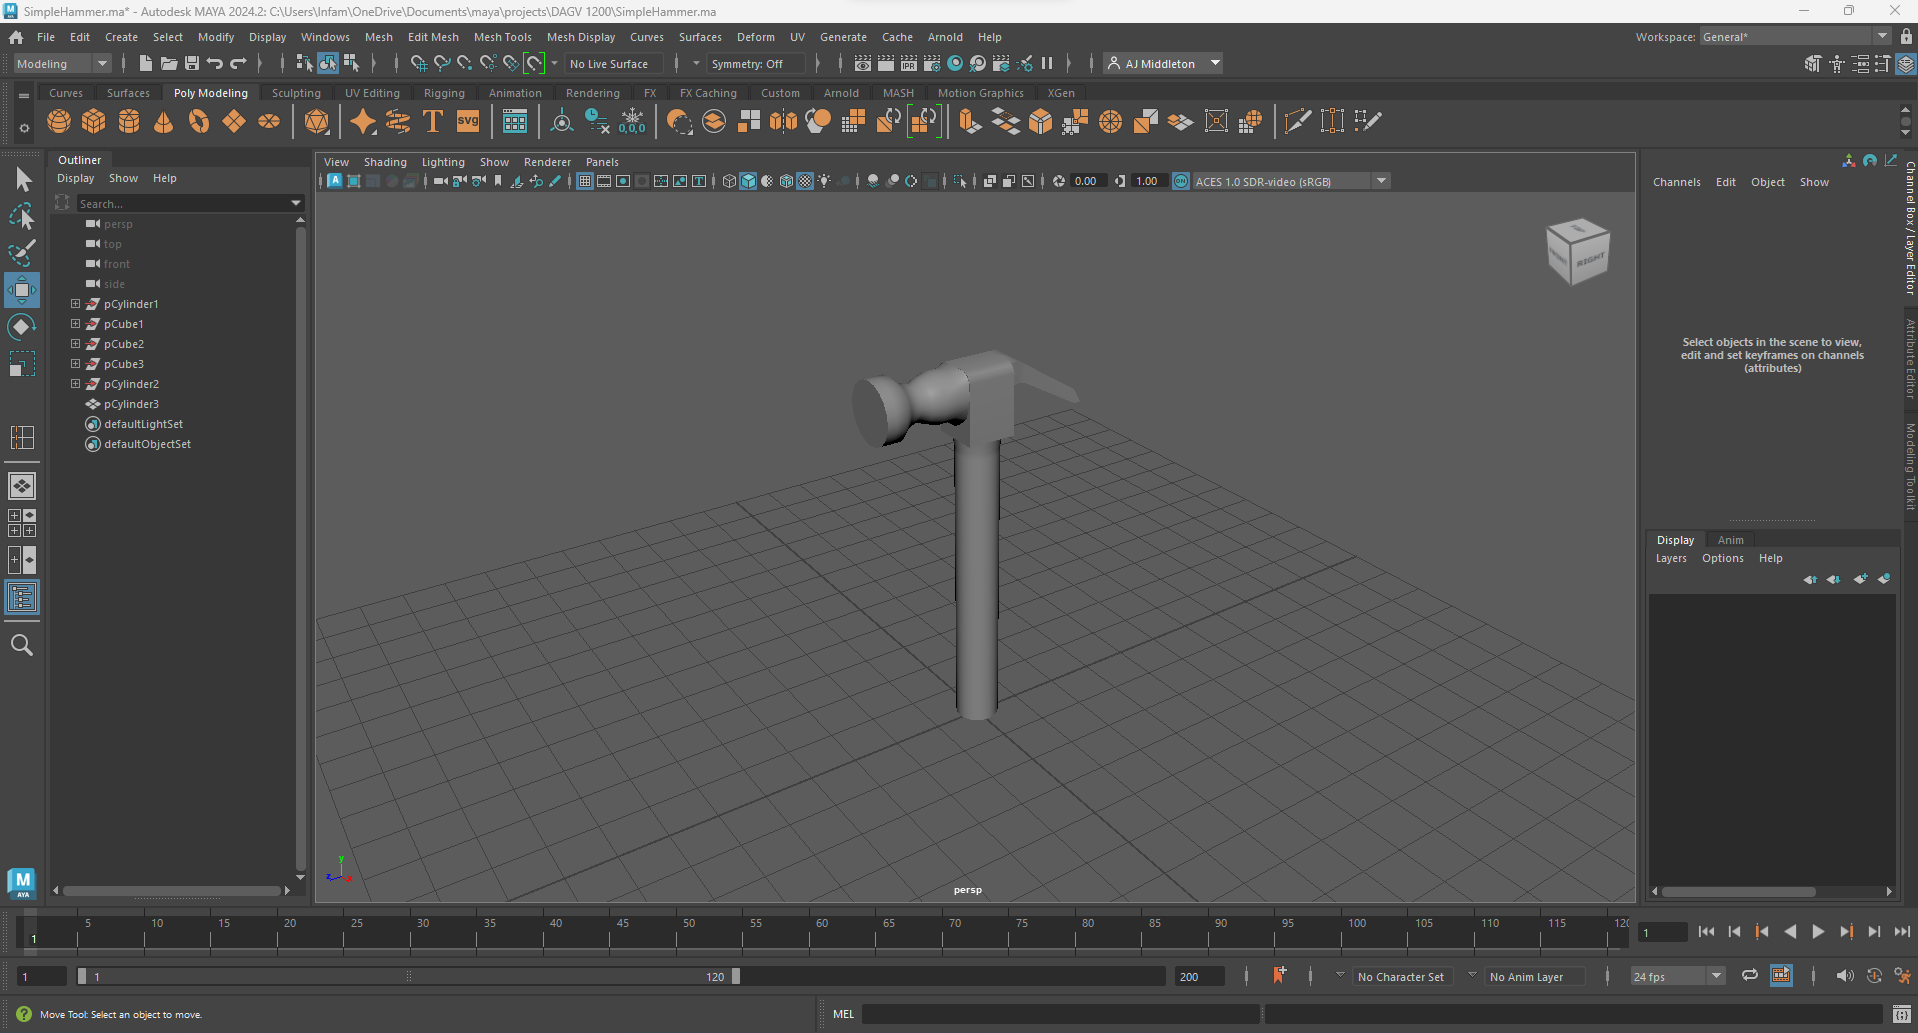 SimpleHammer.ma* - Autodesk MAYA 2024.2: C:\Users\Infam\OneDrive\Documents\maya\projects\DAGV 1200\SimpleHammer.ma
File Edit Create Select Modify Display Windows Mesh Edit Mesh Mesh Tools Mesh Display Curves Surfaces Deform UV Generate Cache Arnold Help Workspace: General*
Modeling No Live Surface Symmetry: Off IPR AJ Middleton
Curves Surfaces Poly Modeling Sculpting UV Editing Rigging Animation Rendering FX FX Caching Custom Arnold MASH Motion Graphics XGen
T svg 0,0,0
Outliner
Display Show Help
Search...
persp
top
front
side
pCylinder1
pCube1
pCube2
pCube3
pCylinder2
pCylinder3
defaultLightSet
defaultObjectSet
View Shading Lighting Show Renderer Panels
0.00 1.00 ON ACES 1.0 SDR-video (sRGB)
TOP
FRONT RIGHT
y
z
persp
Channels Edit Object Show
Select objects in the scene to view,
edit and set keyframes on channels
(attributes)
Channel Box / Layer Editor
Attribute Editor
Modeling Toolkit
Display Anim
Layers Options Help
M
AYA
5 10 15 20 25 30 35 40 45 50 55 60 65 70 75 80 85 90 95 100 105 110 115 120
1 1
1 1 120 200 No Character Set No Anim Layer 24 fps
Move Tool: Select an object to move. MEL